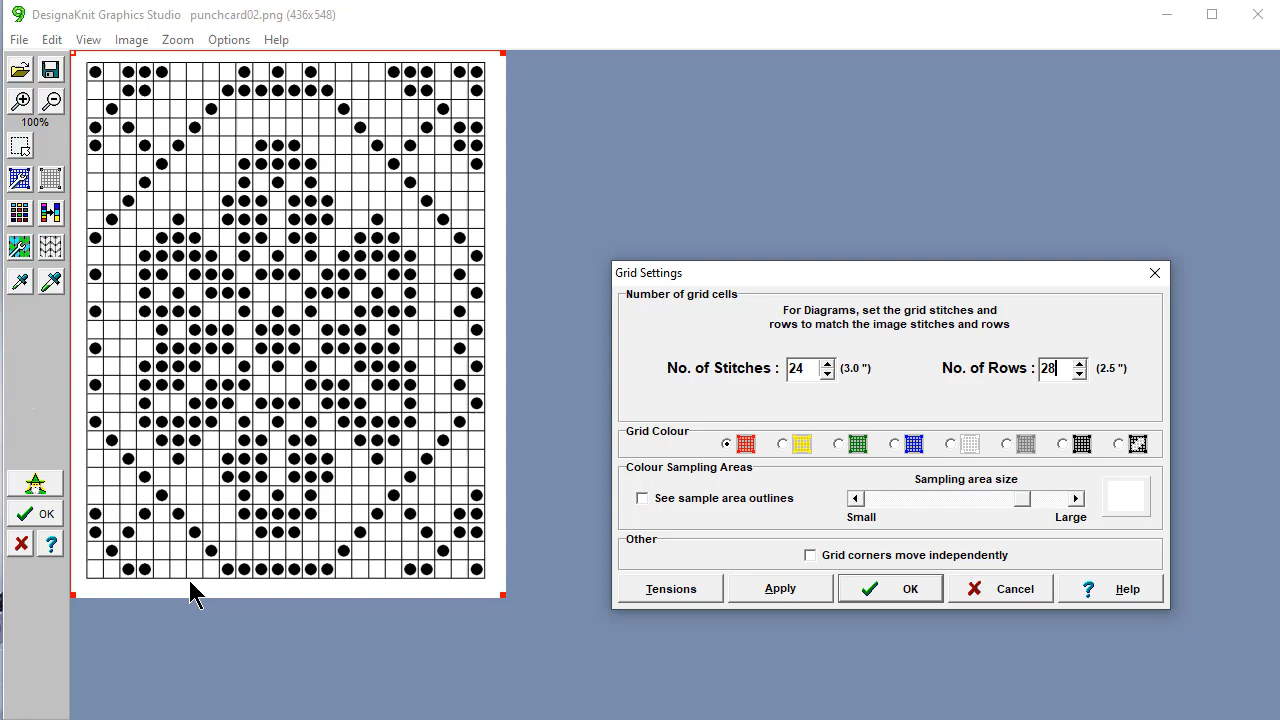 DesignaKnit Graphics Studio punchcard02.png (436x548)
File Edit View Image Zoom Options Help
100%
OK
Grid Settings
Number of grid cells
For Diagrams, set the grid stitches and
rows to match the image stitches and rows
No. of Stitches : 24 (3.0 ") No. of Rows : 28 (2.5 ")
Grid Colour
Colour Sampling Areas
See sample area outlines
Sampling area size
Small Large
Other
Grid corners move independently
Tensions Apply OK Cancel Help